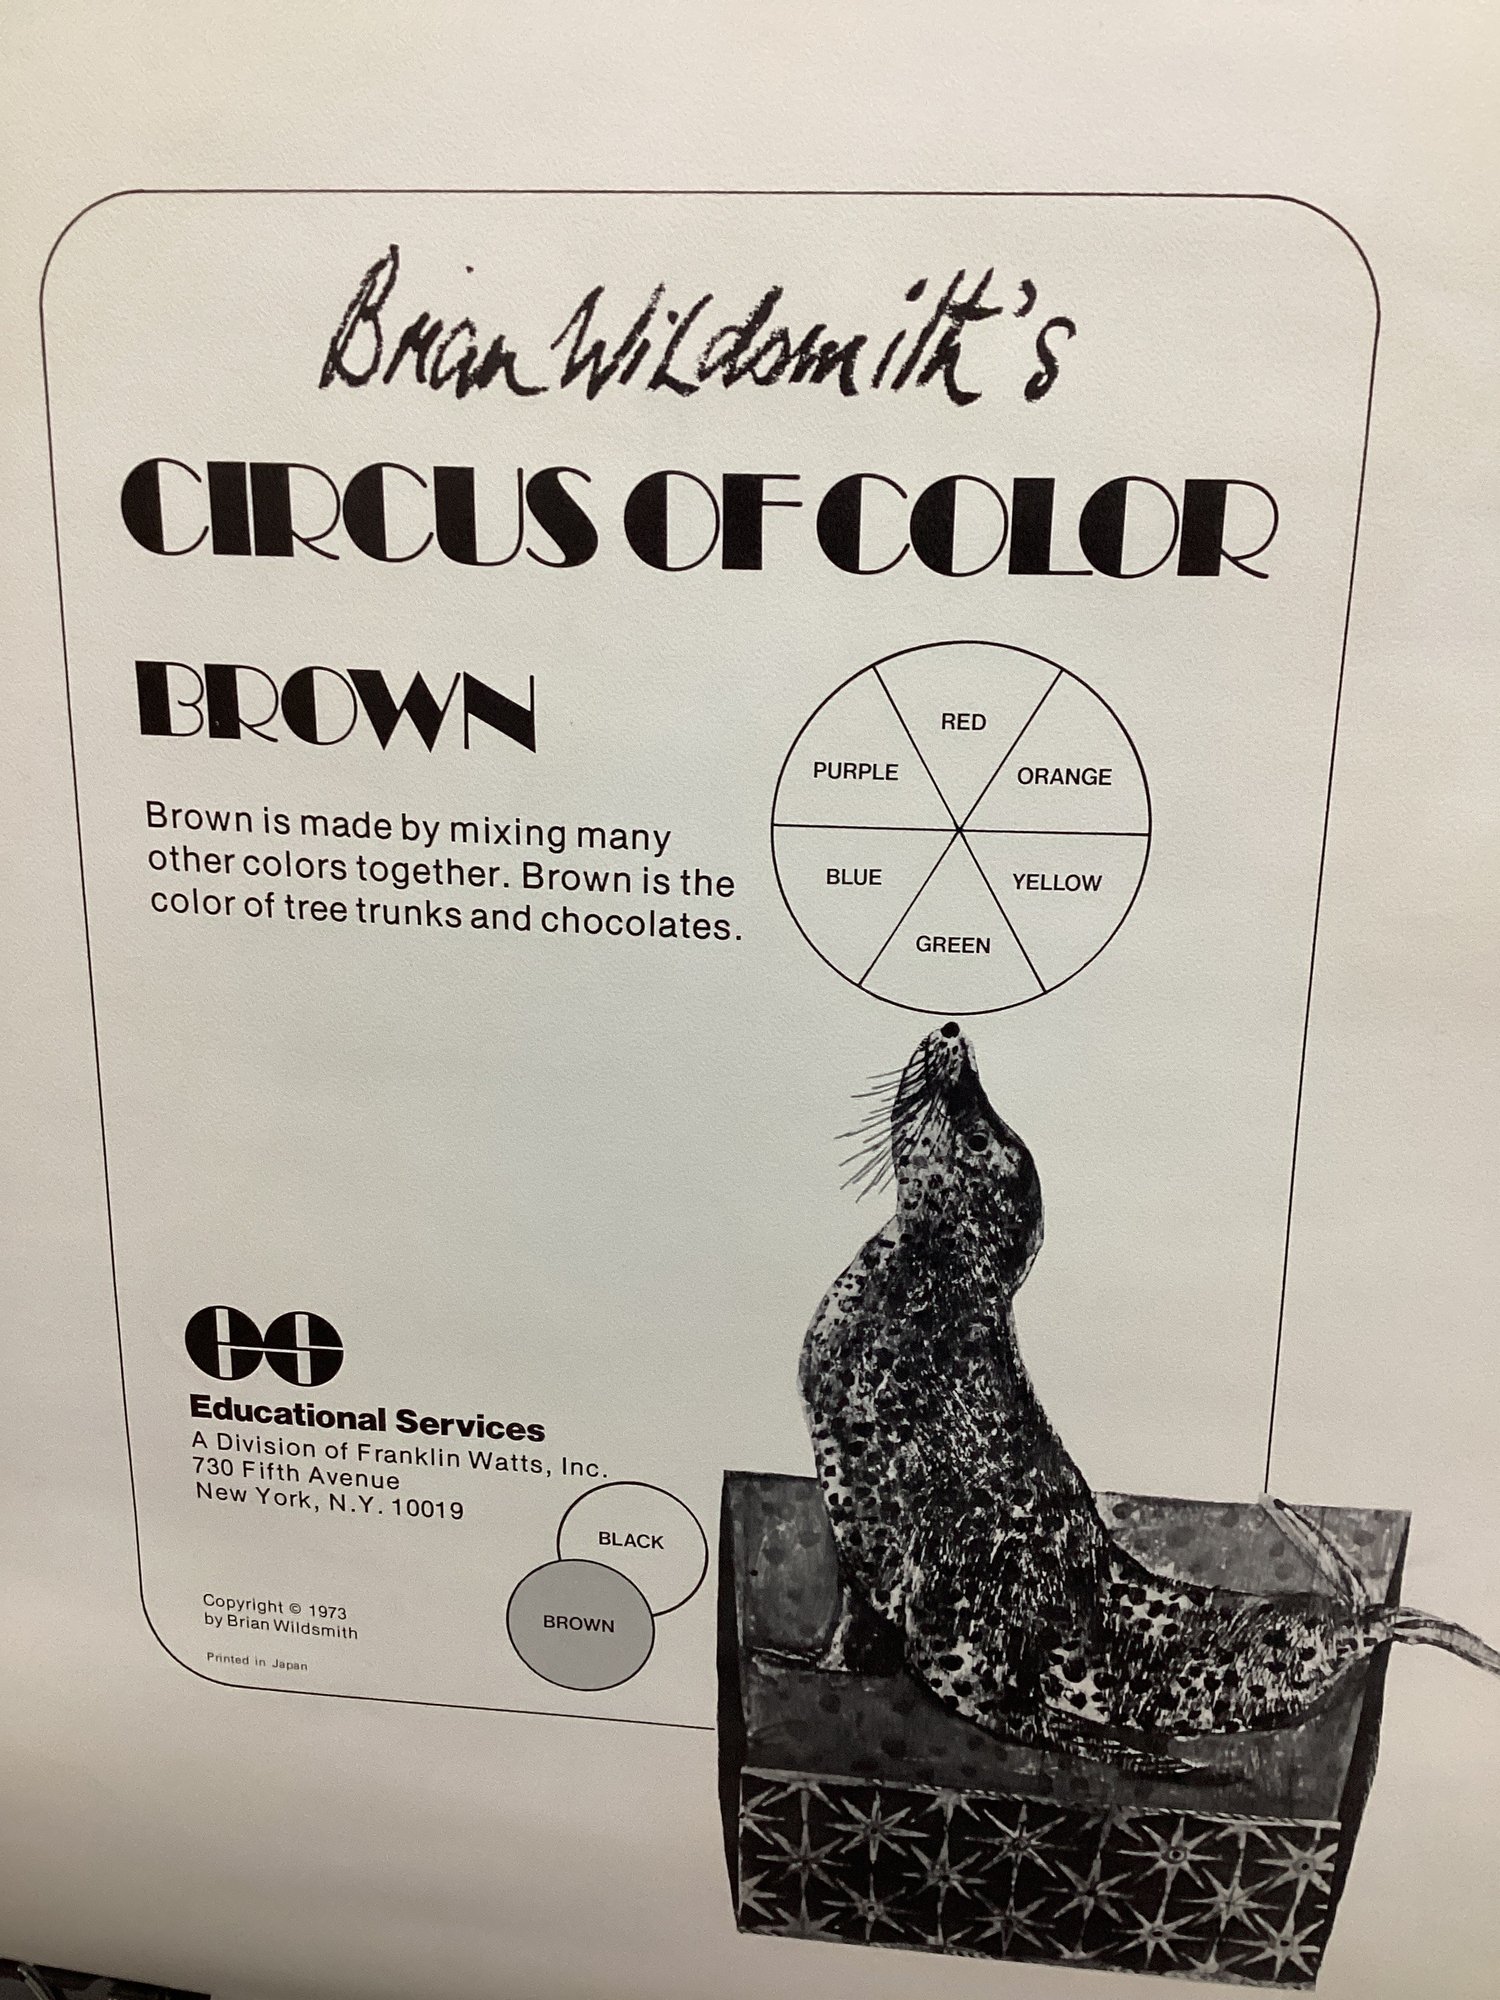 Brian Wildsmith's
CIRCUS OF COLOR
BROWN
Brown is made by mixing many
other colors together. Brown is the
color of tree trunks and chocolates.
RED
PURPLE
ORANGE
BLUE
YELLOW
GREEN
es
Educational Services
A Division of Franklin Watts, Inc.
730 Fifth Avenue
New York, N.Y. 10019
BLACK
BROWN
Copyright © 1973
by Brian Wildsmith
Printed in Japan